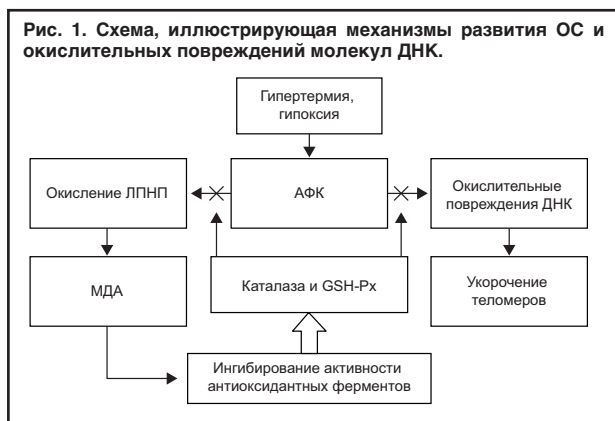 Рис. 1. Схема, иллюстрирующая механизмы развития ОС и
окислительных повреждений молекул ДНК.
Гипертермия,
гипоксия
Окисление ЛПНП
АФК
Окислительные
повреждения ДНК
МДА
Каталаза и GSH-Px
Укорочение
теломеров
Ингибирование активности
антиоксидантных ферментов